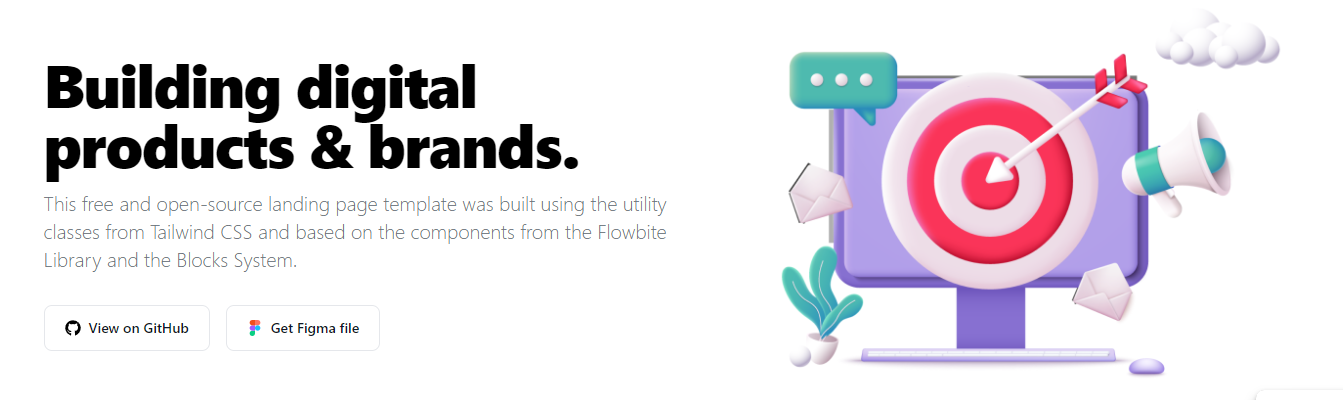 Building digital
products & brands.
This free and open-source landing page template was built using the utility
classes from Tailwind CSS and based on the components from the Flowbite
Library and the Blocks System.
View on GitHub
Get Figma file